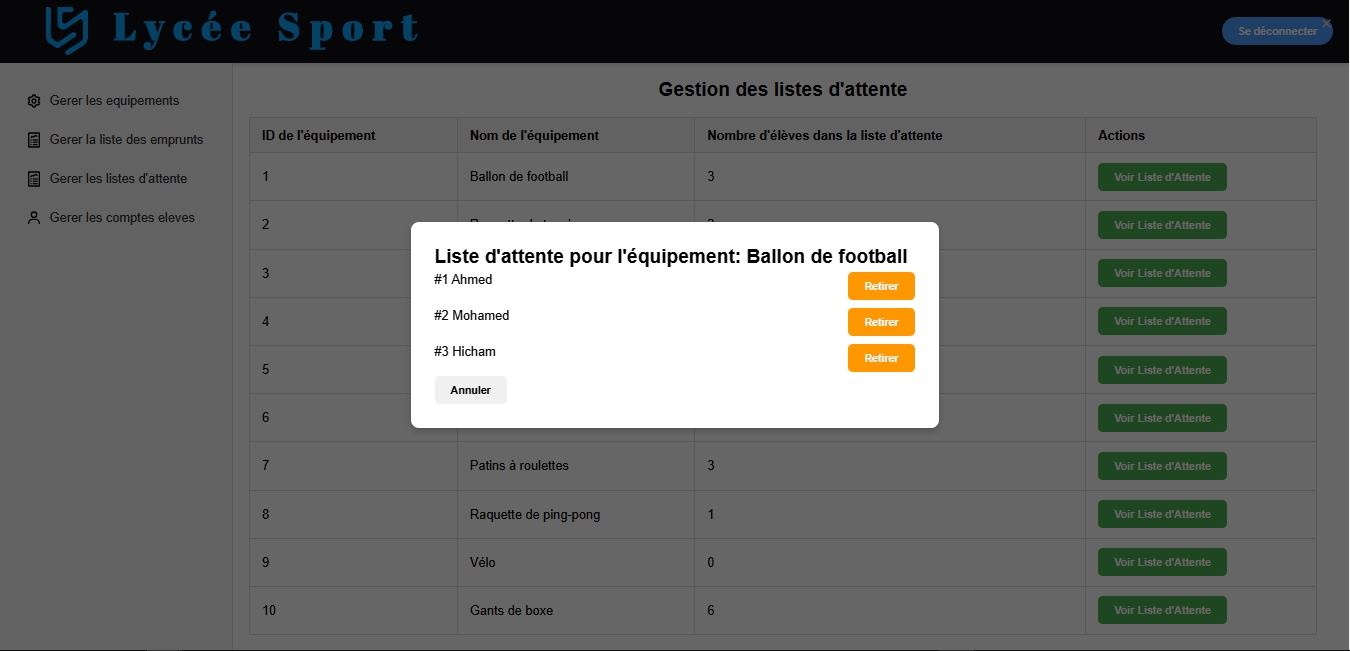 Lycée Sport
Se déconnecter
Gerer les equipements
Gerer la liste des emprunts
Gerer les listes d'attente
Gerer les comptes eleves
Gestion des listes d'attente
ID de l'équipement Nom de l'équipement Nombre d'élèves dans la liste d'attente Actions
1 Ballon de football 3 Voir Liste d'Attente
2 Voir Liste d'Attente
3 Voir Liste d'Attente
4 Voir Liste d'Attente
5 Voir Liste d'Attente
6 Voir Liste d'Attente
7 Patins à roulettes 3 Voir Liste d'Attente
8 Raquette de ping-pong 1 Voir Liste d'Attente
9 Vélo 0 Voir Liste d'Attente
10 Gants de boxe 6 Voir Liste d'Attente
Liste d'attente pour l'équipement: Ballon de football
#1 Ahmed Retirer
#2 Mohamed Retirer
#3 Hicham Retirer
Annuler